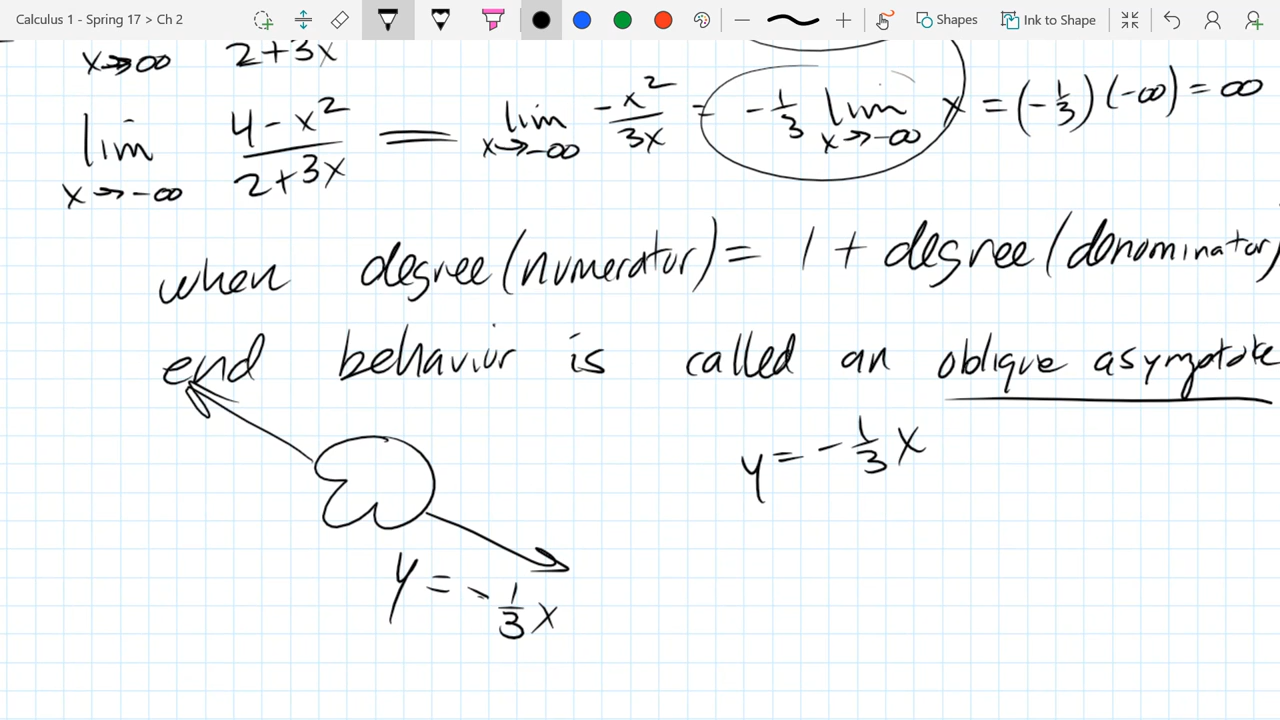 Calculus 1 - Spring 17 > Ch 2
Shapes
Ink to Shape
x→∞ 2+3x
lim x→-∞ (4-x²)/(2+3x) = lim x→-∞ -x²/3x = -1/3 lim x→-∞ x = (-1/3)(-∞) = ∞
when degree(numerator) = 1 + degree(denominator)
end behavior is called an oblique asymptote
y = -1/3 x
y = -1/3 x